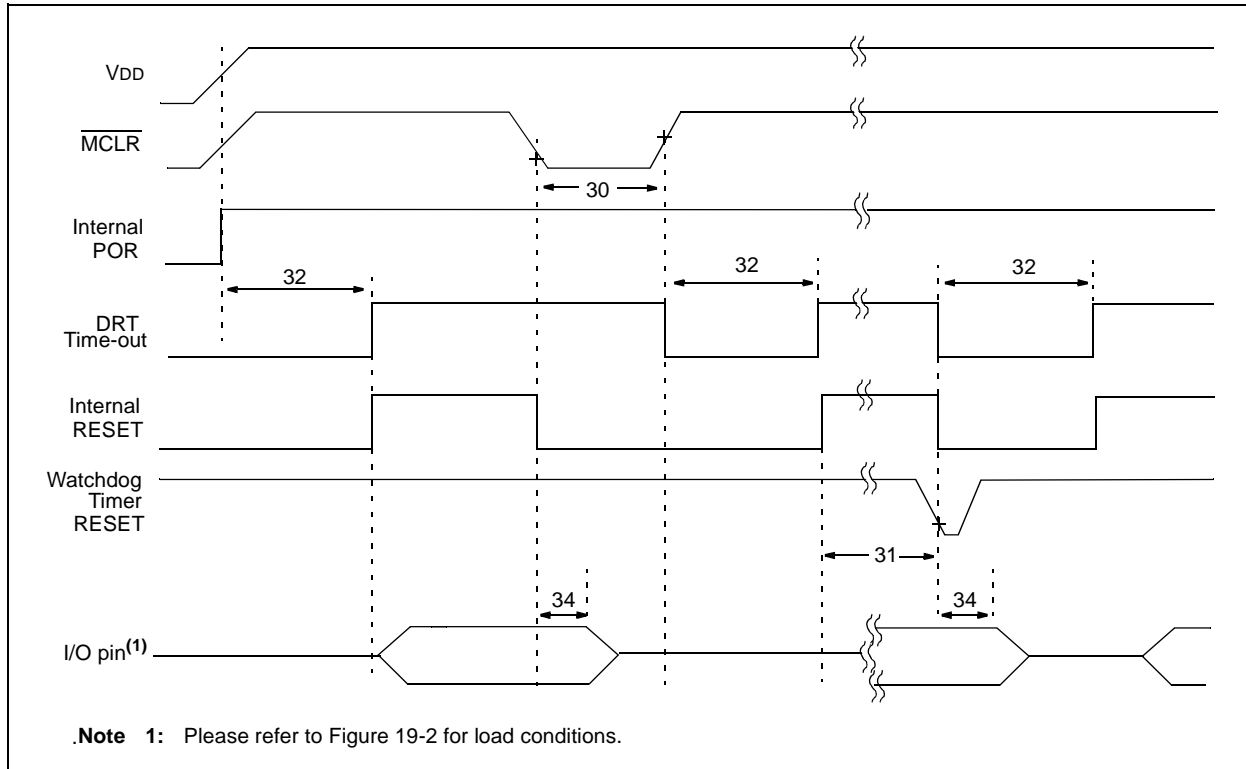 VDD
MCLR
30
Internal
POR
32
32
32
DRT
Time-out
Internal
RESET
Watchdog
Timer
RESET
31
34
34
I/O pin(1)
.Note 1: Please refer to Figure 19-2 for load conditions.